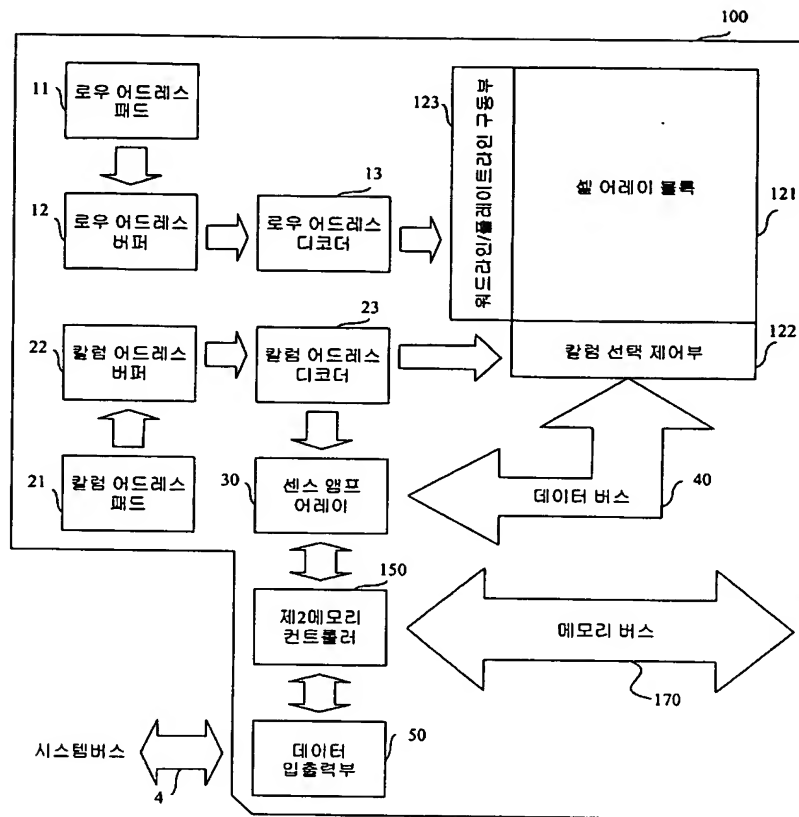 100
11
로우 어드레스
패드
123
워드라인/플레이트라인 구동부
셀 어레이 블록
121
12
로우 어드레스
버퍼
13
로우 어드레스
디코더
22
칼럼 어드레스
버퍼
23
칼럼 어드레스
디코더
칼럼 선택 제어부
122
21
칼럼 어드레스
패드
30
센스 앰프
어레이
데이터 버스
40
150
제2메모리
컨트롤러
메모리 버스
170
시스템버스
4
50
데이터
입출력부